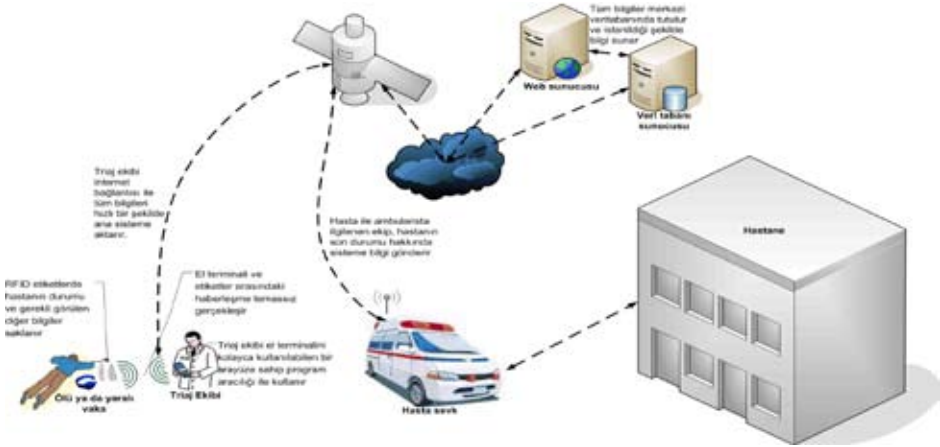 Tüm bilgiler merkezi
veritabanında tutulur
ve istenildiği şekilde
bilgi sunar
Web sunucusu
Veri tabanı
sunucusu
Triaj ekibi
internet
bağlantısı ile
tüm bilgileri
hızlı bir şekilde
ana sisteme
aktarır.
Hasta ile ambulansta
ilgilenen ekip, hastanın
son durumu hakkında
sisteme bilgi gönderir
Hastane
RFID etiketlerde
hastanın durumu
ve gerekli görülen
diğer bilgiler
saklanır
El terminali ve
etiketler arasındaki
haberleşme temassız
gerçekleşir
Triaj ekibi el terminalini
kolayca kullanılabilen bir
arayüze sahip program
aracılığı ile kullanır
Ölü ya da yaralı
vaka
Triaj Ekibi
Hasta sevk